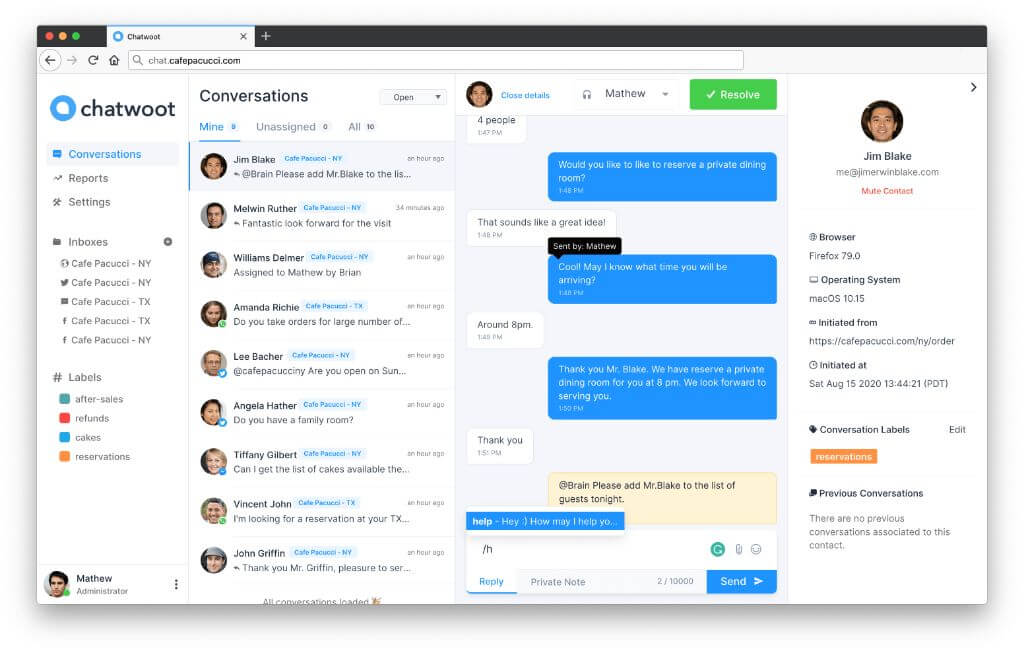 Chatwoot
chat.cafepacucci.com
chatwoot
Conversations
Reports
Settings
Inboxes
Cafe Pacucci - NY
Cafe Pacucci - NY
Cafe Pacucci - TX
Cafe Pacucci - TX
Cafe Pacucci - NY
Labels
after-sales
refunds
cakes
reservations
Mathew
Administrator
Conversations
Open
Mine 9 Unassigned 0 All 10
Jim Blake Cafe Pacucci - NY an hour ago
@Brain Please add Mr.Blake to the lis...
Melwin Ruther Cafe Pacucci - NY 34 minutes ago
Fantastic look forward for the visit
Williams Delmer Cafe Pacucci - NY an hour ago
Assigned to Mathew by Brian
Amanda Richie Cafe Pacucci - TX an hour ago
Do you take orders for large number of...
Lee Bacher Cafe Pacucci - NY an hour ago
@cafepacucciny Are you open on Sun...
Angela Hather Cafe Pacucci - NY an hour ago
Do you have a family room?
Tiffany Gilbert Cafe Pacucci - NY an hour ago
Can I get the list of cakes available the...
Vincent John Cafe Pacucci - TX an hour ago
I'm looking for a reservation at your TX...
John Griffin Cafe Pacucci - NY an hour ago
Thank you Mr. Griffin, pleasure to ser...
All conversations loaded
Close details
Mathew
Resolve
4 people
1:47 PM
Would you like to like to reserve a private dining
room?
1:48 PM
That sounds like a great idea!
1:48 PM
Sent by: Mathew
Cool! May I know what time you will be
arriving?
1:48 PM
Around 8pm.
1:49 PM
Thank you Mr. Blake. We have reserve a private
dining room for you at 8 pm. We look forward to
serving you.
1:50 PM
Thank you
1:51 PM
@Brain Please add Mr.Blake to the list of
guests tonight.
help - Hey :) How may I help yo...
/h
Reply Private Note 2 / 10000 Send
Jim Blake
me@jimerwinblake.com
Mute Contact
Browser
Firefox 79.0
Operating System
macOS 10.15
Initiated from
https://cafepacucci.com/ny/order
Initiated at
Sat Aug 15 2020 13:44:21 (PDT)
Conversation Labels Edit
reservations
Previous Conversations
There are no previous
conversations associated to this
contact.